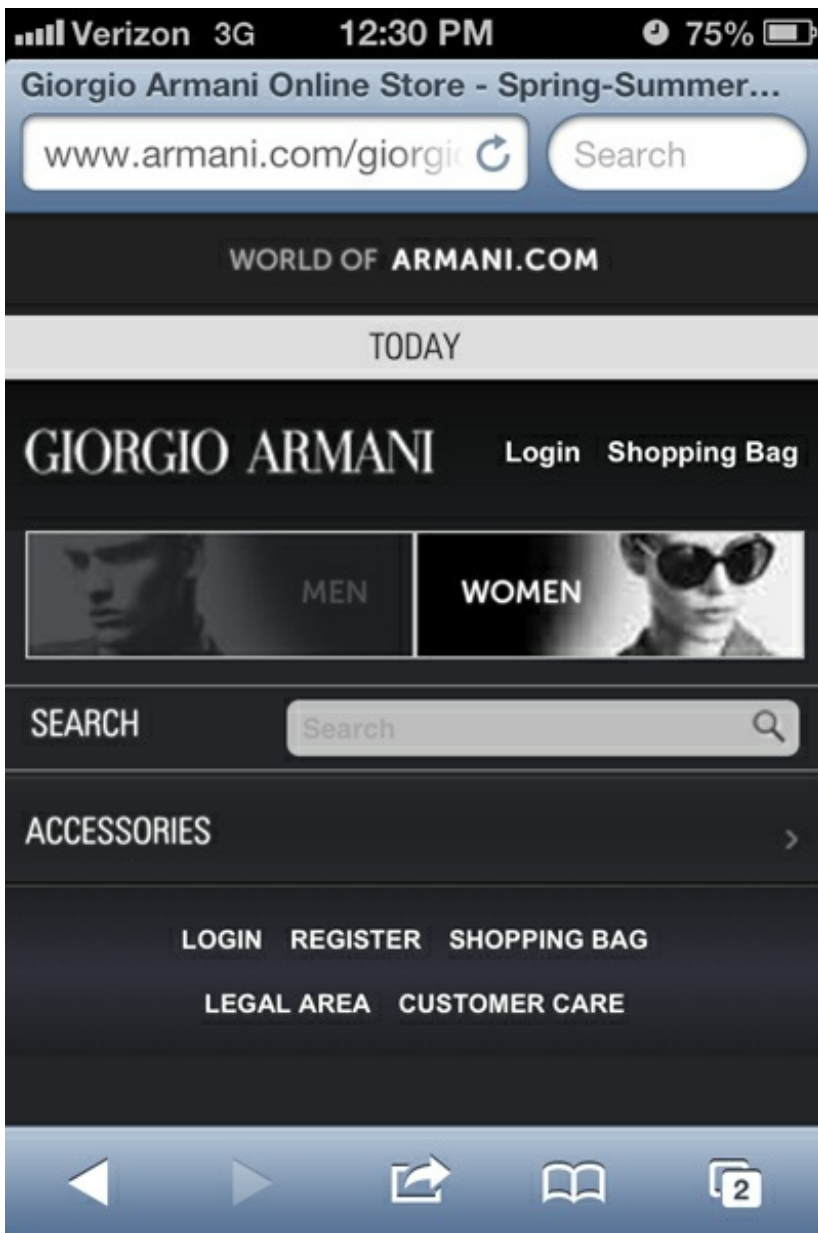 Verizon 3G 12:30 PM 75%
Giorgio Armani Online Store - Spring-Summer...
www.armani.com/giorgi Search
WORLD OF ARMANI.COM
TODAY
GIORGIO ARMANI Login Shopping Bag
MEN WOMEN
SEARCH Search
ACCESSORIES
LOGIN REGISTER SHOPPING BAG
LEGAL AREA CUSTOMER CARE
2